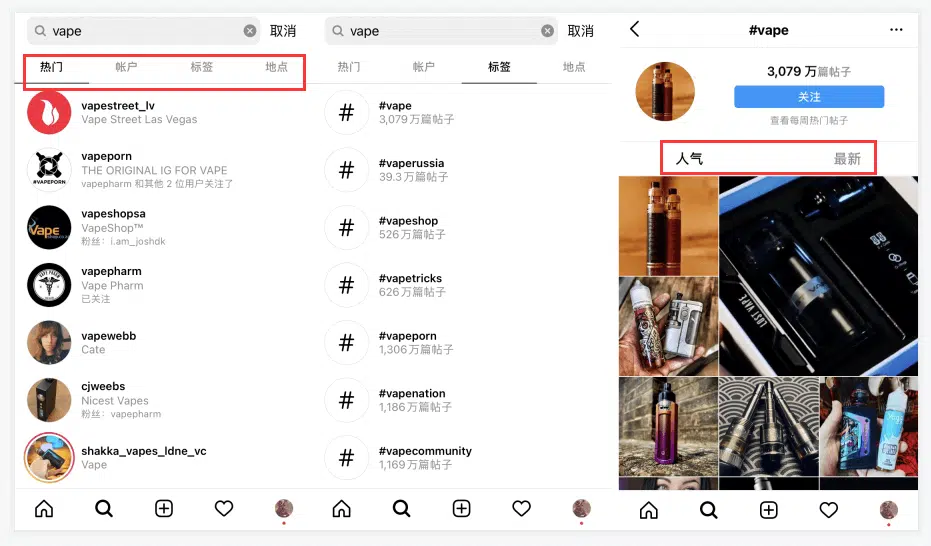 vape
取消
热门
帐户
标签
地点
vapestreet_lv
Vape Street Las Vegas
vapeporn
THE ORIGINAL IG FOR VAPE
vapepharm 和其他 2 位用户关注了
#VAPEPORN
vapeshopsa
VapeShop™
粉丝：i.am_joshdk
Vape
vapepharm
Vape Pharm
已关注
vapewebb
Cate
cjweebs
Nicest Vapes
粉丝：vapepharm
shakka_vapes_ldne_vc
Vape
vape
取消
热门
帐户
标签
地点
#vape
3,079 万篇帖子
#vaperussia
39.3 万篇帖子
#vapeshop
526 万篇帖子
#vapetricks
626 万篇帖子
#vapeporn
1,306 万篇帖子
#vapenation
1,186 万篇帖子
#vapecommunity
1,169 万篇帖子
#vape
3,079 万篇帖子
关注
查看每周热门帖子
人气
最新
LOST VAPE